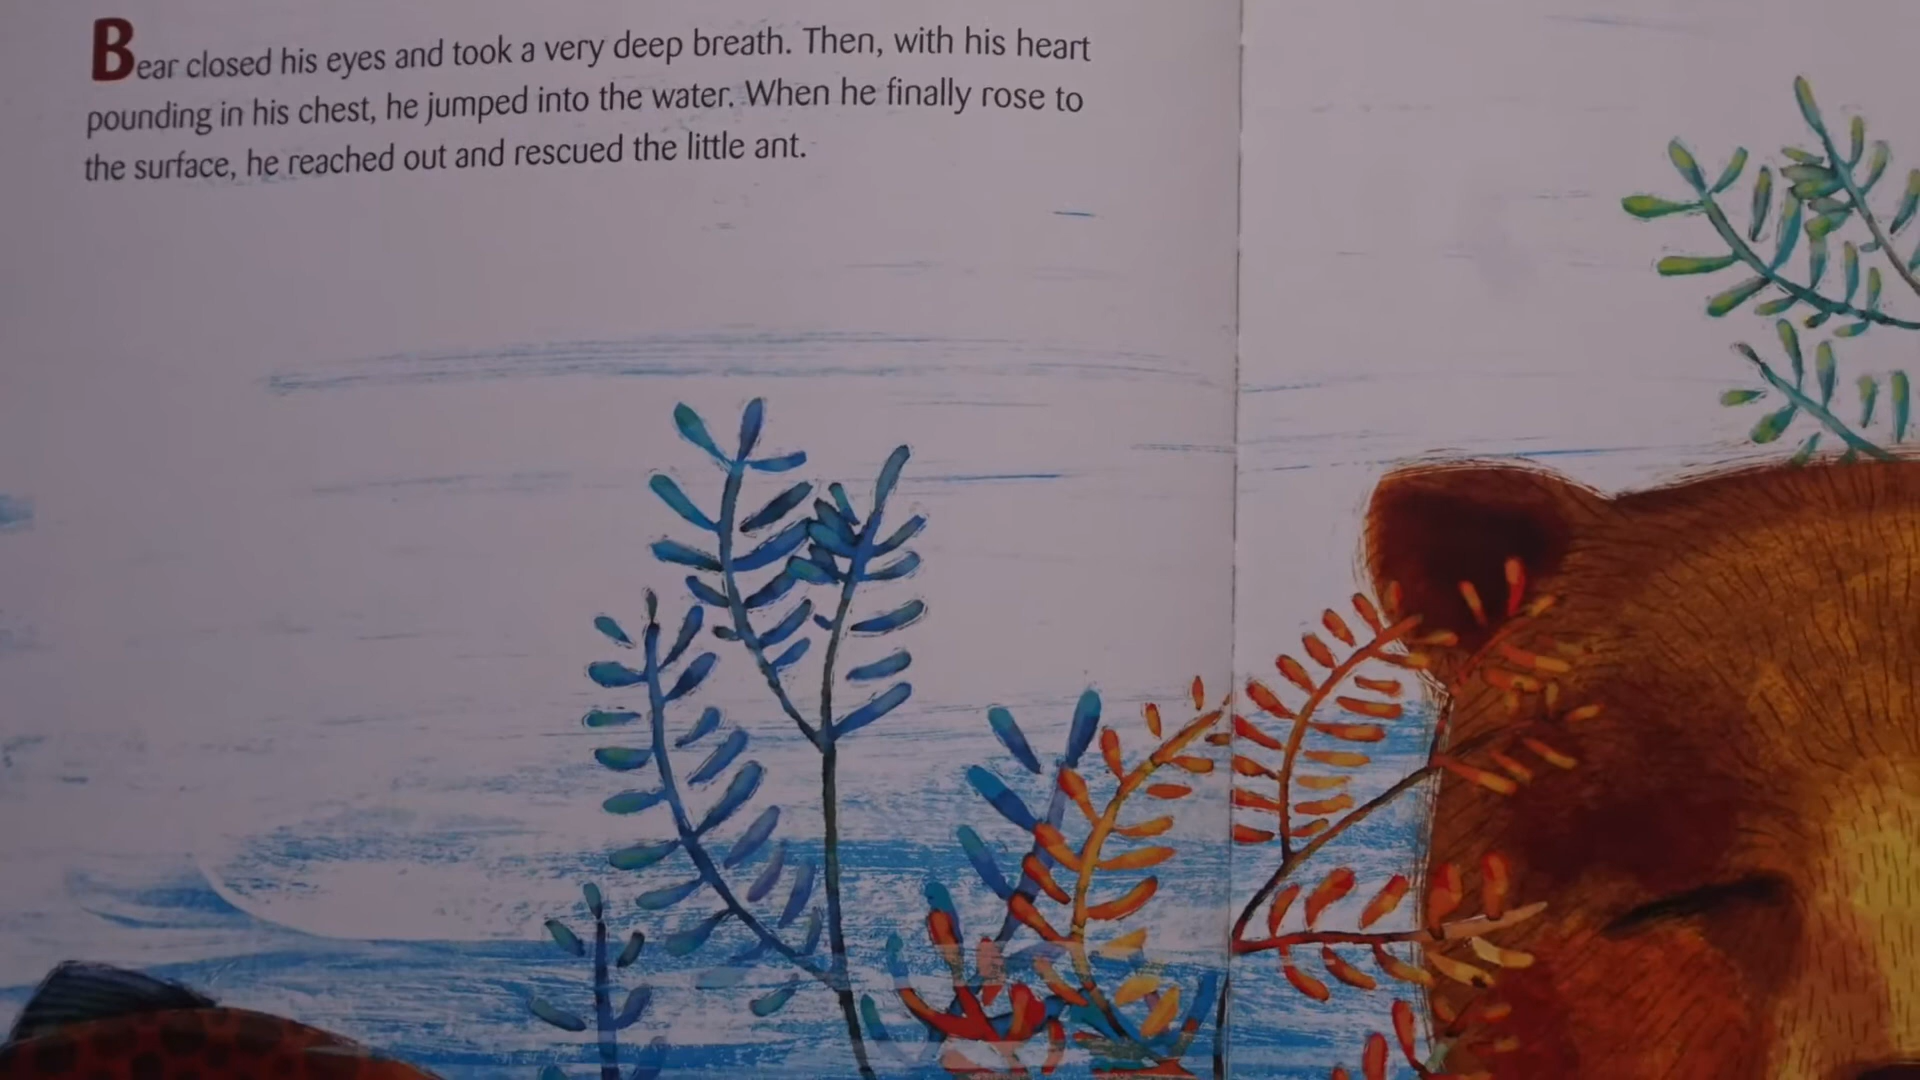 Bear closed his eyes and took a very deep breath. Then, with his heart
pounding in his chest, he jumped into the water. When he finally rose to
the surface, he reached out and rescued the little ant.